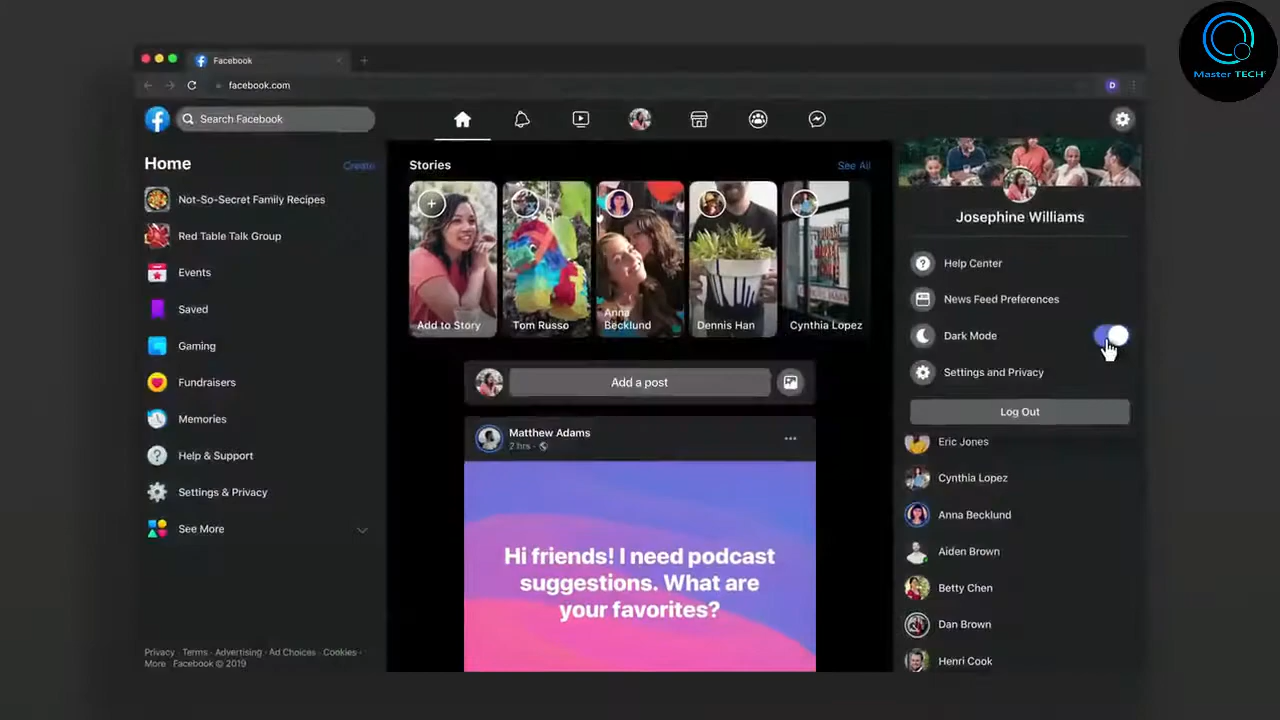 Master TECH
Facebook
facebook.com
D
Search Facebook
Home
Create
Not-So-Secret Family Recipes
Red Table Talk Group
Events
Saved
Gaming
Fundraisers
Memories
Help & Support
Settings & Privacy
See More
Privacy · Terms · Advertising · Ad Choices · Cookies ·
More · Facebook © 2019
Stories
See All
Add to Story
Tom Russo
Anna
Becklund
Dennis Han
Cynthia Lopez
Add a post
Matthew Adams
2 hrs ·
Hi friends! I need podcast
suggestions. What are
your favorites?
Josephine Williams
Help Center
News Feed Preferences
Dark Mode
Settings and Privacy
Log Out
Eric Jones
Cynthia Lopez
Anna Becklund
Aiden Brown
Betty Chen
Dan Brown
Henri Cook